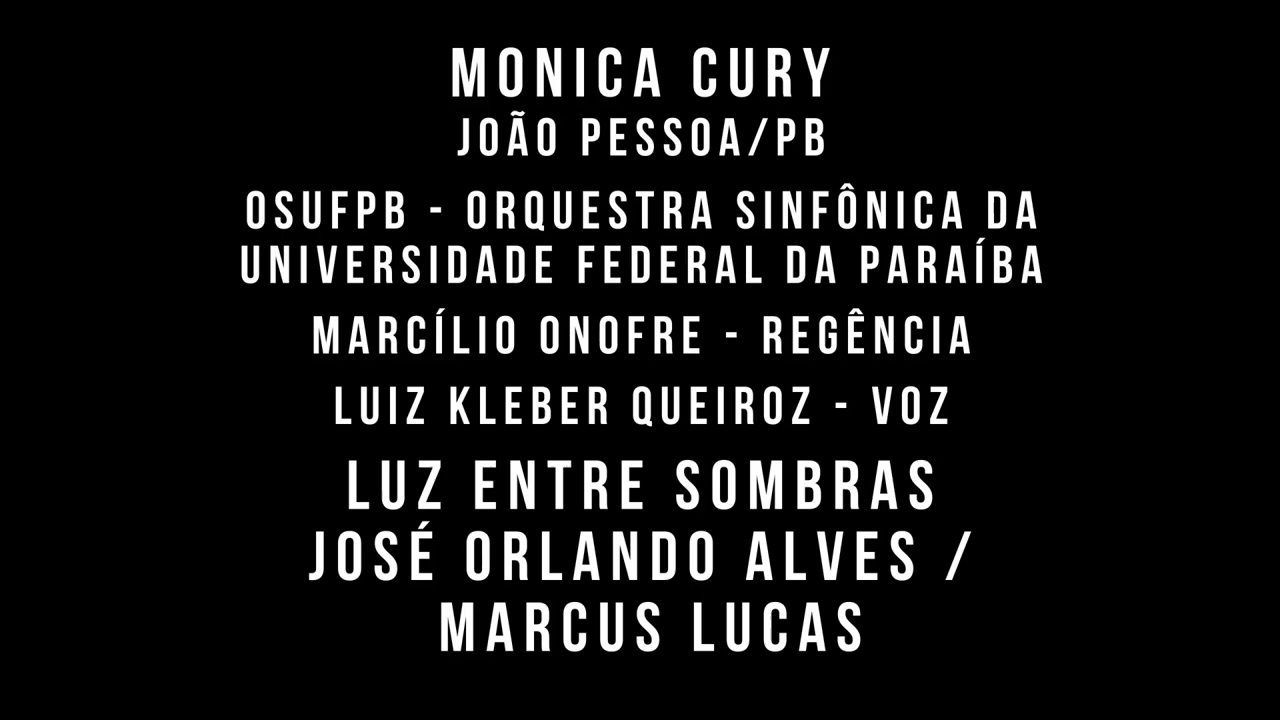 MONICA CURY
JOÃO PESSOA/PB
OSUFPB - ORQUESTRA SINFÔNICA DA
UNIVERSIDADE FEDERAL DA PARAÍBA
MARCÍLIO ONOFRE - REGÊNCIA
LUIZ KLEBER QUEIROZ - VOZ
LUZ ENTRE SOMBRAS
JOSÉ ORLANDO ALVES /
MARCUS LUCAS